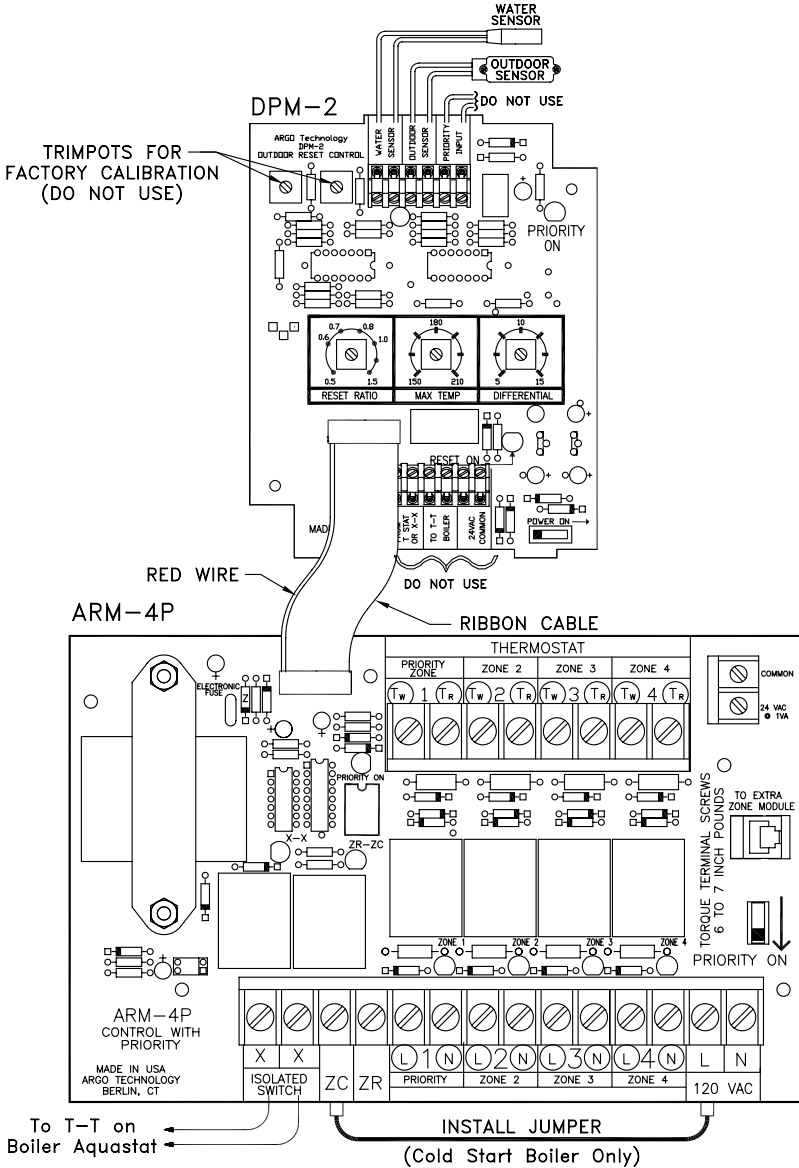 WATER
SENSOR
OUTDOOR
SENSOR
DO NOT USE
DPM-2
ARGO Technology
DPM-2
OUTDOOR RESET CONTROL
WATER
SENSOR
OUTDOOR
SENSOR
PRIORITY
INPUT
TRIMPOTS FOR
FACTORY CALIBRATION
(DO NOT USE)
PRIORITY
ON
0.5
0.6
0.7
0.8
1.0
1.5
RESET RATIO
150
180
210
MAX TEMP
5
10
15
DIFFERENTIAL
RESET ON
MAD
T STAT
OR X-X
TO T-T
BOILER
24VAC
COMMON
POWER ON
DO NOT USE
RED WIRE
RIBBON CABLE
ARM-4P
THERMOSTAT
PRIORITY
ZONE
ZONE 2
ZONE 3
ZONE 4
TW 1 TR
TW 2 TR
TW 3 TR
TW 4 TR
COMMON
24 VAC
@ 1VA
ELECTRONIC
FUSE
Z
PRIORITY ON
X-X
ZR-ZC
TO EXTRA
ZONE MODULE
TORQUE TERMINAL SCREWS
6 TO 7 INCH POUNDS
PRIORITY ON
ZONE 1
ZONE 2
ZONE 3
ZONE 4
ARM-4P
CONTROL WITH
PRIORITY
MADE IN USA
ARGO TECHNOLOGY
BERLIN, CT
X X
ISOLATED
SWITCH
ZC
ZR
L 1 N
PRIORITY
L 2 N
ZONE 2
L 3 N
ZONE 3
L 4 N
ZONE 4
L N
120 VAC
To T-T on
Boiler Aquastat
INSTALL JUMPER
(Cold Start Boiler Only)